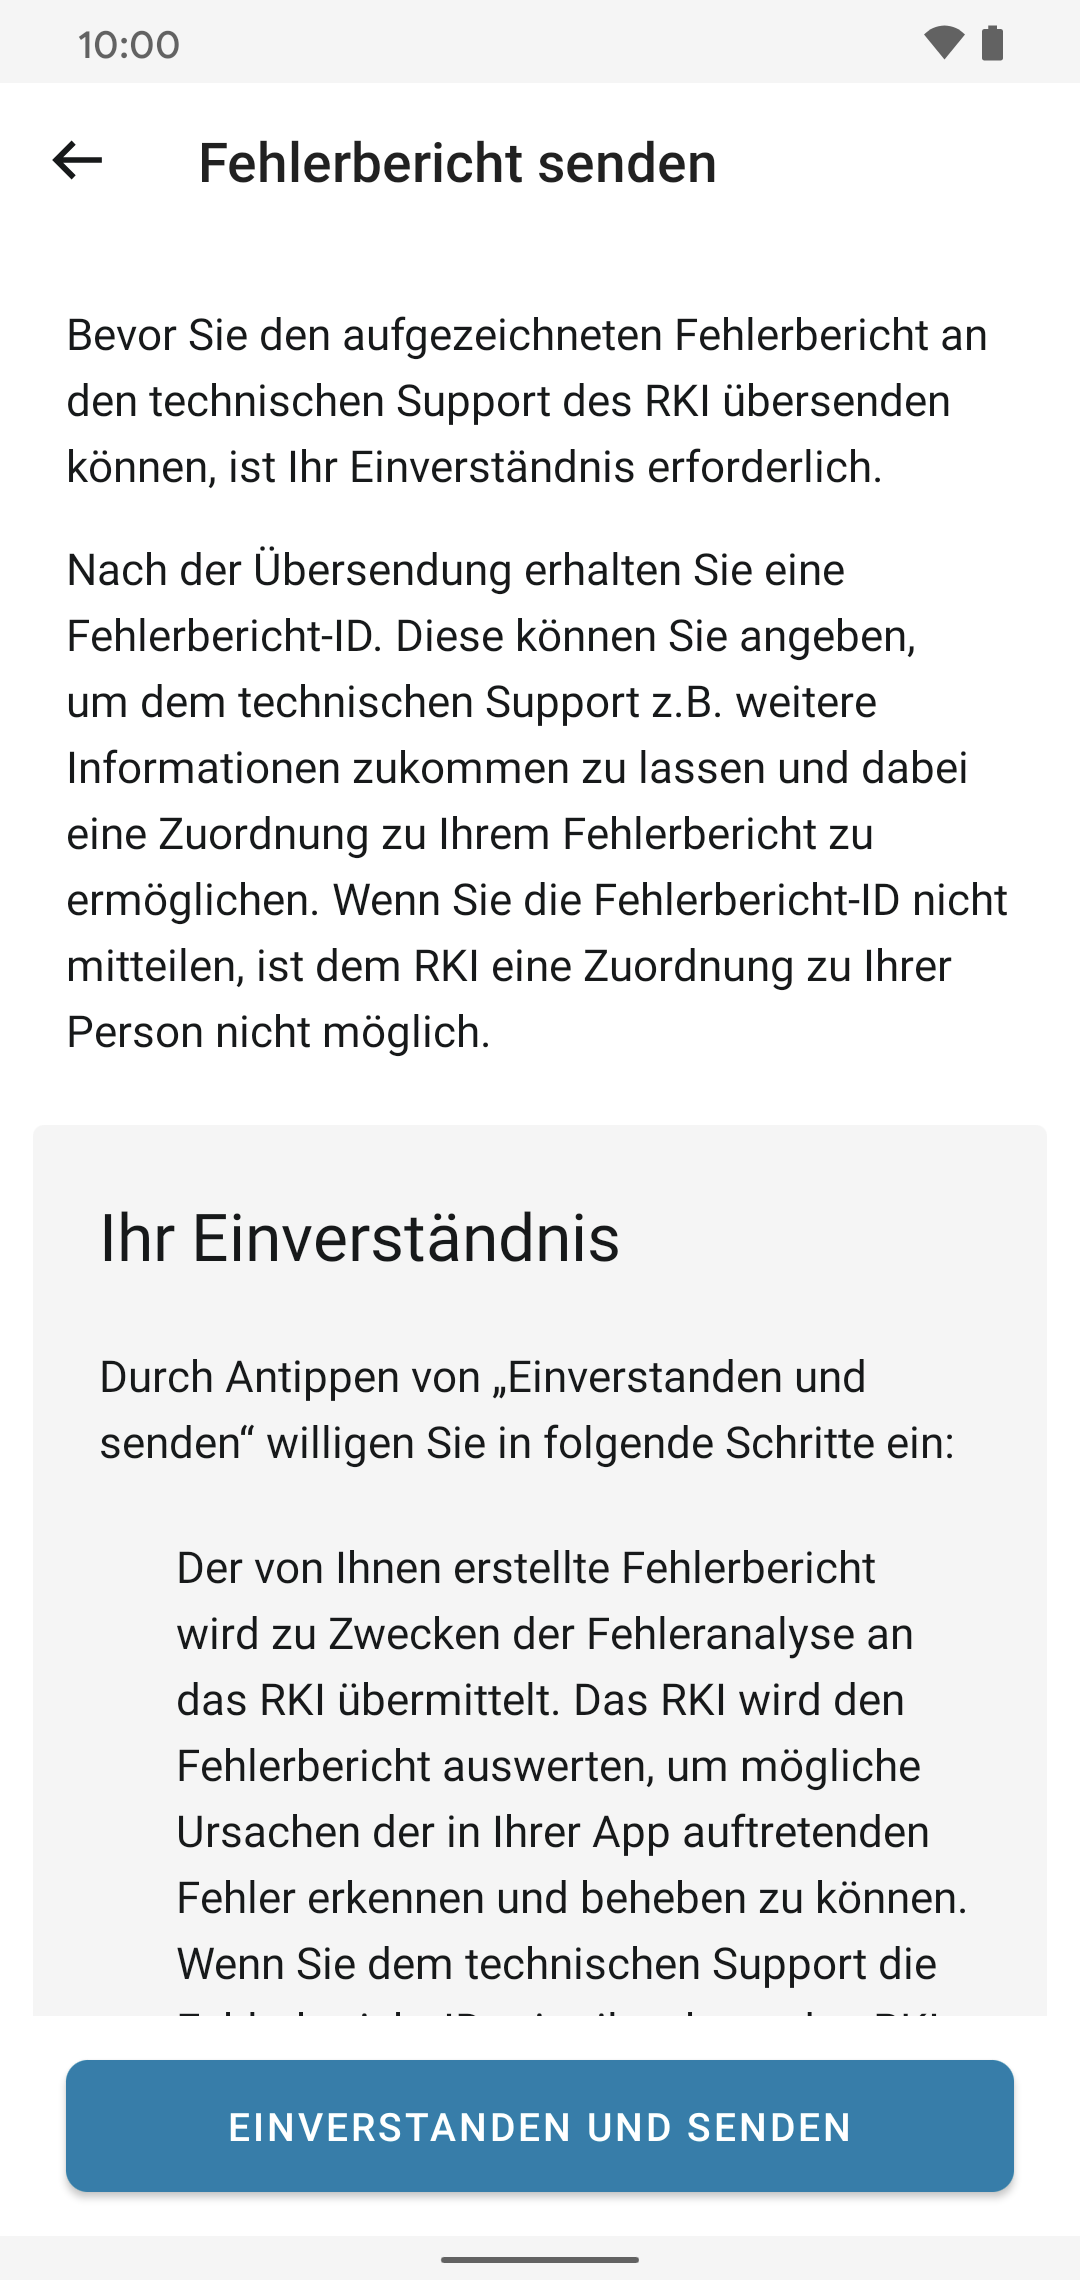 10:00
Fehlerbericht senden
Bevor Sie den aufgezeichneten Fehlerbericht an
den technischen Support des RKI übersenden
können, ist Ihr Einverständnis erforderlich.
Nach der Übersendung erhalten Sie eine
Fehlerbericht-ID. Diese können Sie angeben,
um dem technischen Support z.B. weitere
Informationen zukommen zu lassen und dabei
eine Zuordnung zu Ihrem Fehlerbericht zu
ermöglichen. Wenn Sie die Fehlerbericht-ID nicht
mitteilen, ist dem RKI eine Zuordnung zu Ihrer
Person nicht möglich.
Ihr Einverständnis
Durch Antippen von „Einverstanden und
senden“ willigen Sie in folgende Schritte ein:
Der von Ihnen erstellte Fehlerbericht
wird zu Zwecken der Fehleranalyse an
das RKI übermittelt. Das RKI wird den
Fehlerbericht auswerten, um mögliche
Ursachen der in Ihrer App auftretenden
Fehler erkennen und beheben zu können.
Wenn Sie dem technischen Support die
EINVERSTANDEN UND SENDEN